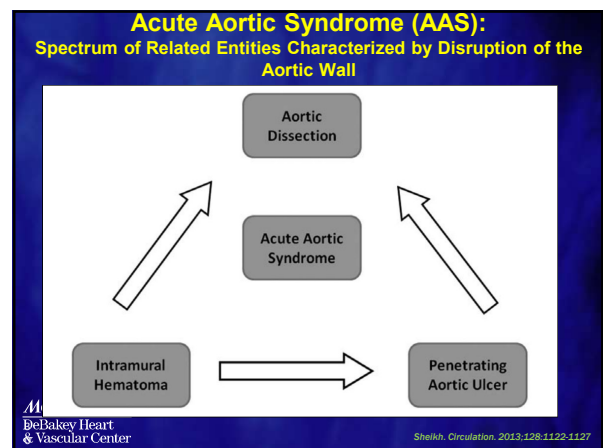 Acute Aortic Syndrome (AAS):
Spectrum of Related Entities Characterized by Disruption of the
Aortic Wall
Aortic
Dissection
Acute Aortic
Syndrome
Intramural
Hematoma
Penetrating
Aortic Ulcer
DeBakey Heart
& Vascular Center
Sheikh. Circulation. 2013;128:1122-1127